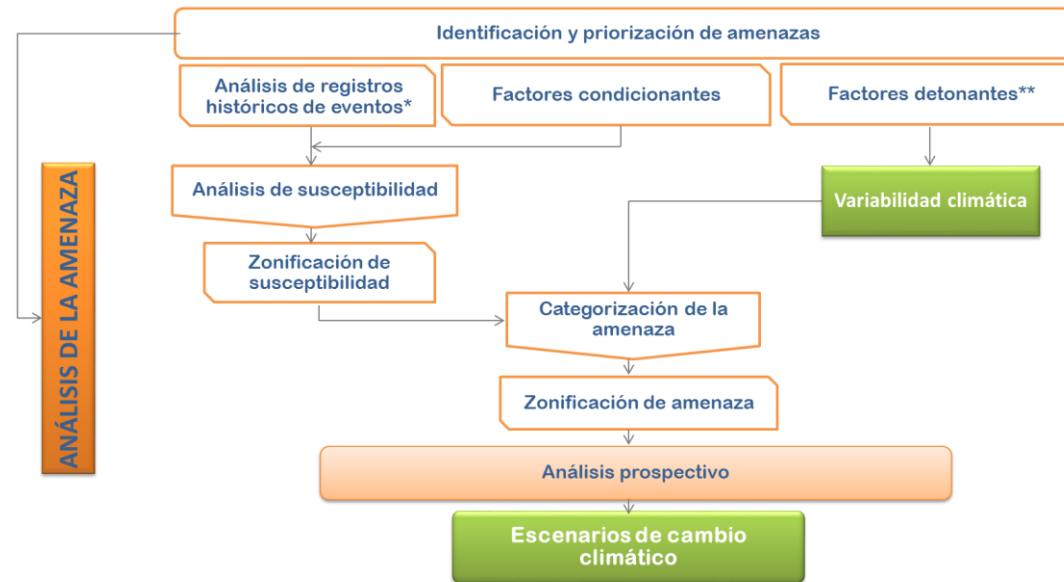 Identificación y priorización de amenazas
Análisis de registros
históricos de eventos*
Factores condicionantes
Factores detonantes**
ANÁLISIS DE LA AMENAZA
Análisis de susceptibilidad
Variabilidad climática
Zonificación de
susceptibilidad
Categorización de la
amenaza
Zonificación de amenaza
Análisis prospectivo
Escenarios de cambio
climático